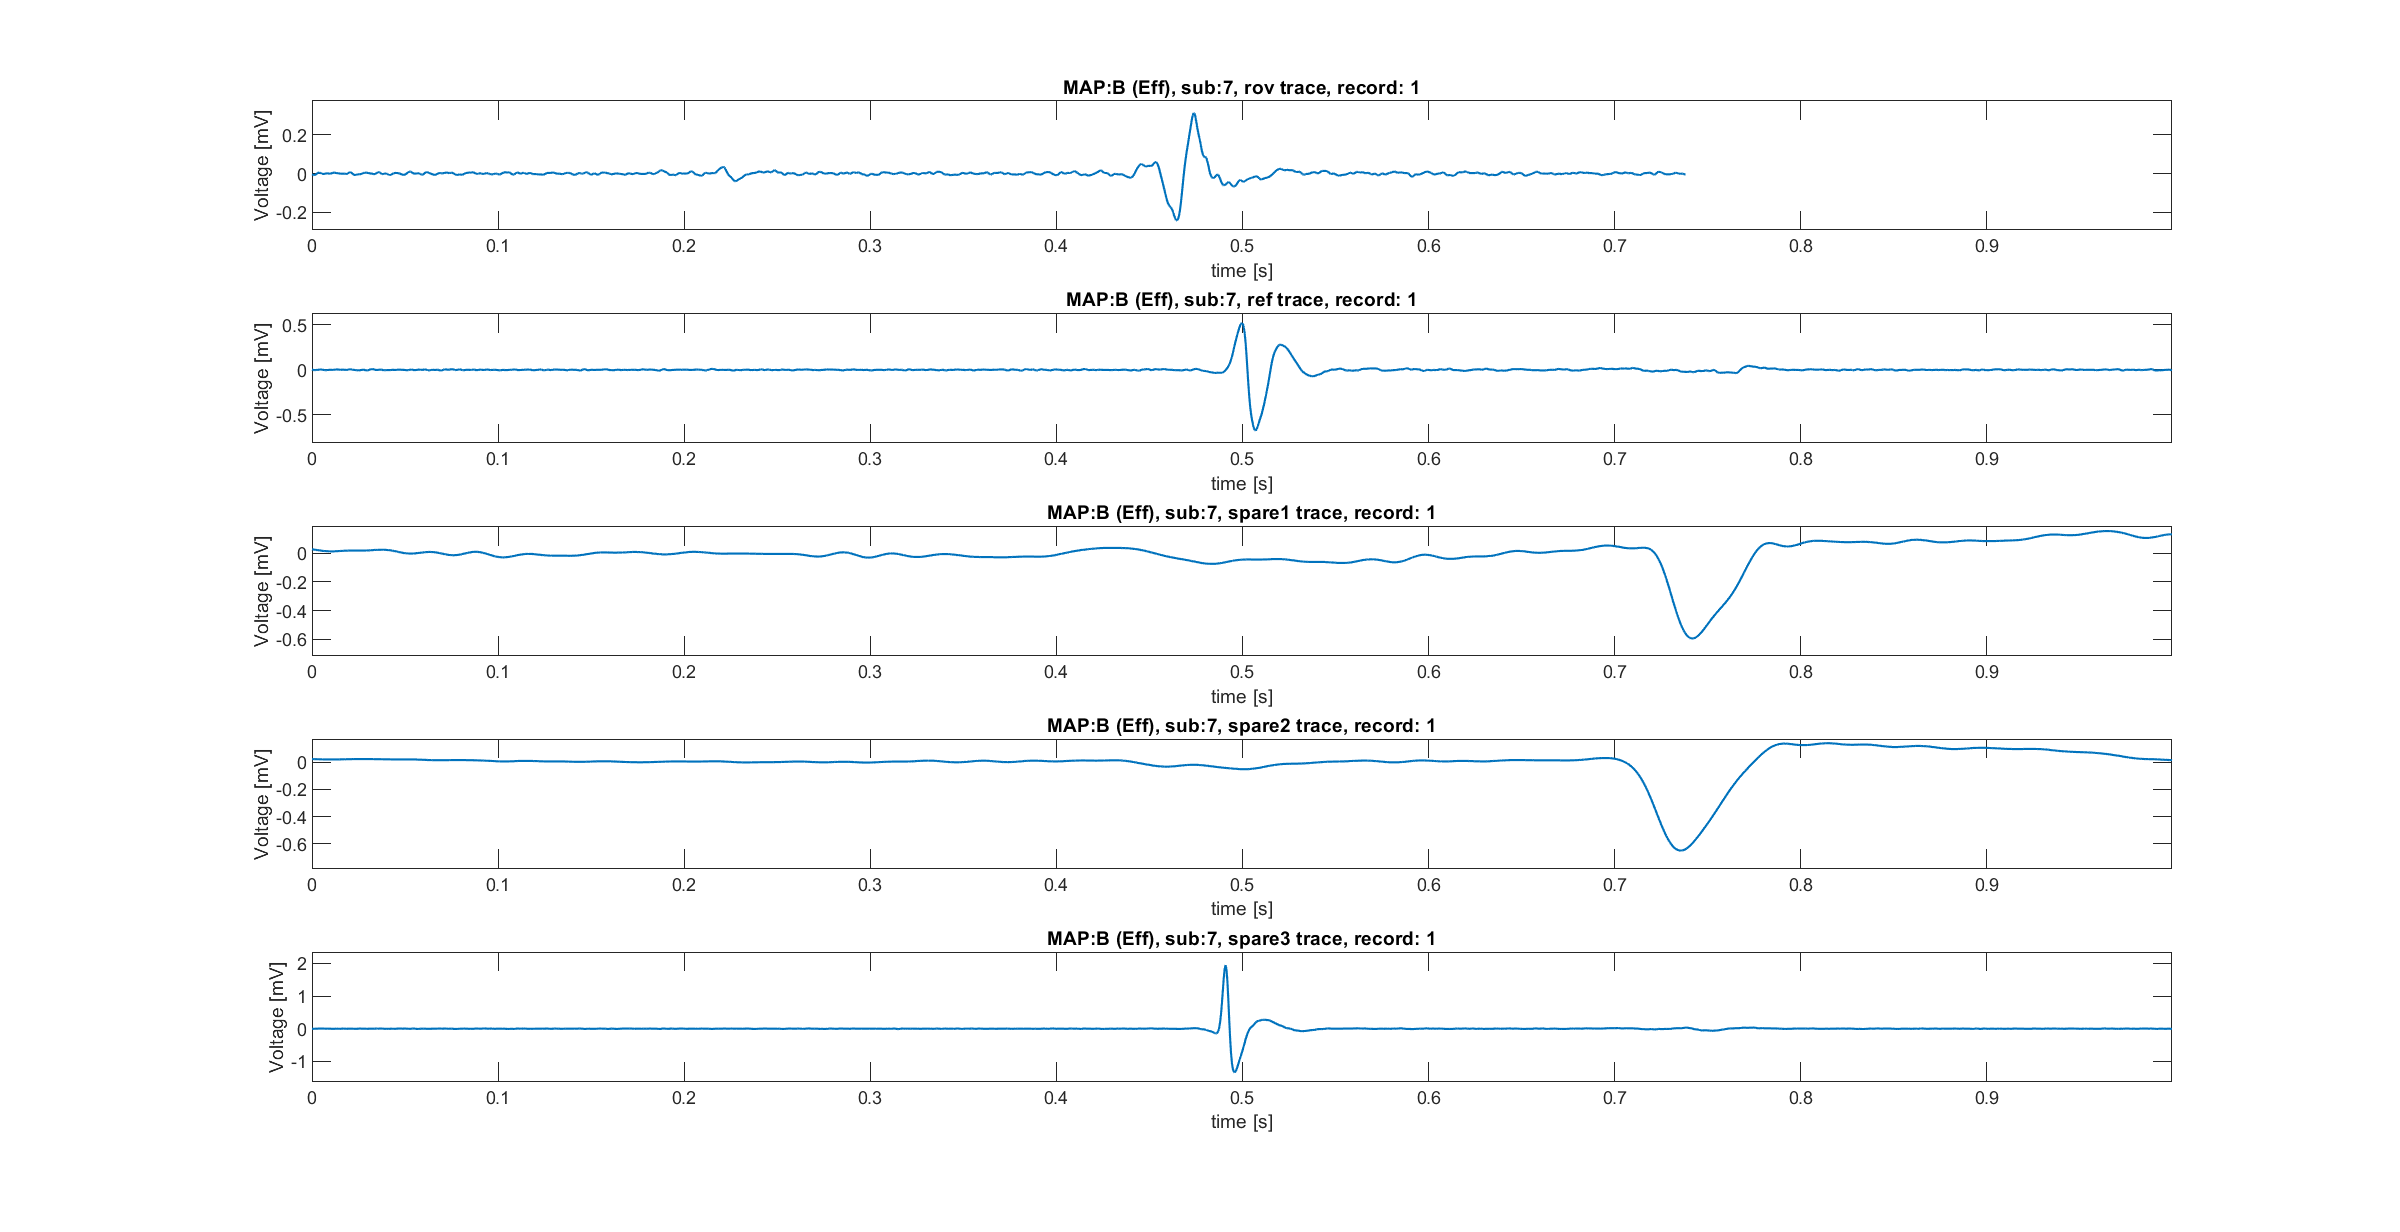 MAP:B (Eff), sub:7, rov trace, record: 1
Voltage [mV]
0.2
0
-0.2
0 0.1 0.2 0.3 0.4 0.5 0.6 0.7 0.8 0.9
time [s]
MAP:B (Eff), sub:7, ref trace, record: 1
Voltage [mV]
0.5
0
-0.5
0 0.1 0.2 0.3 0.4 0.5 0.6 0.7 0.8 0.9
time [s]
MAP:B (Eff), sub:7, spare1 trace, record: 1
Voltage [mV]
0
-0.2
-0.4
-0.6
0 0.1 0.2 0.3 0.4 0.5 0.6 0.7 0.8 0.9
time [s]
MAP:B (Eff), sub:7, spare2 trace, record: 1
Voltage [mV]
0
-0.2
-0.4
-0.6
0 0.1 0.2 0.3 0.4 0.5 0.6 0.7 0.8 0.9
time [s]
MAP:B (Eff), sub:7, spare3 trace, record: 1
Voltage [mV]
2
1
0
-1
0 0.1 0.2 0.3 0.4 0.5 0.6 0.7 0.8 0.9
time [s]